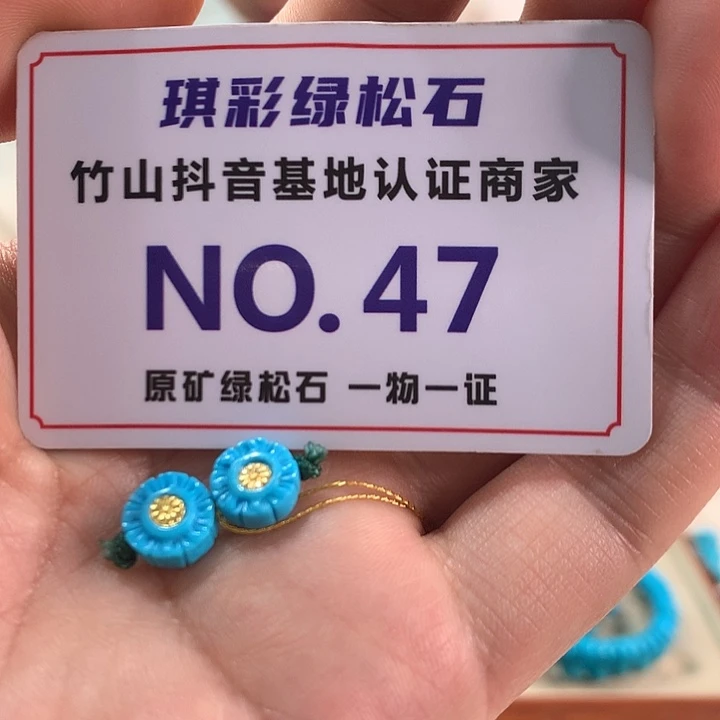 琪彩绿松石
竹山抖音基地认证商家
NO.47
原矿绿松石 一物一证